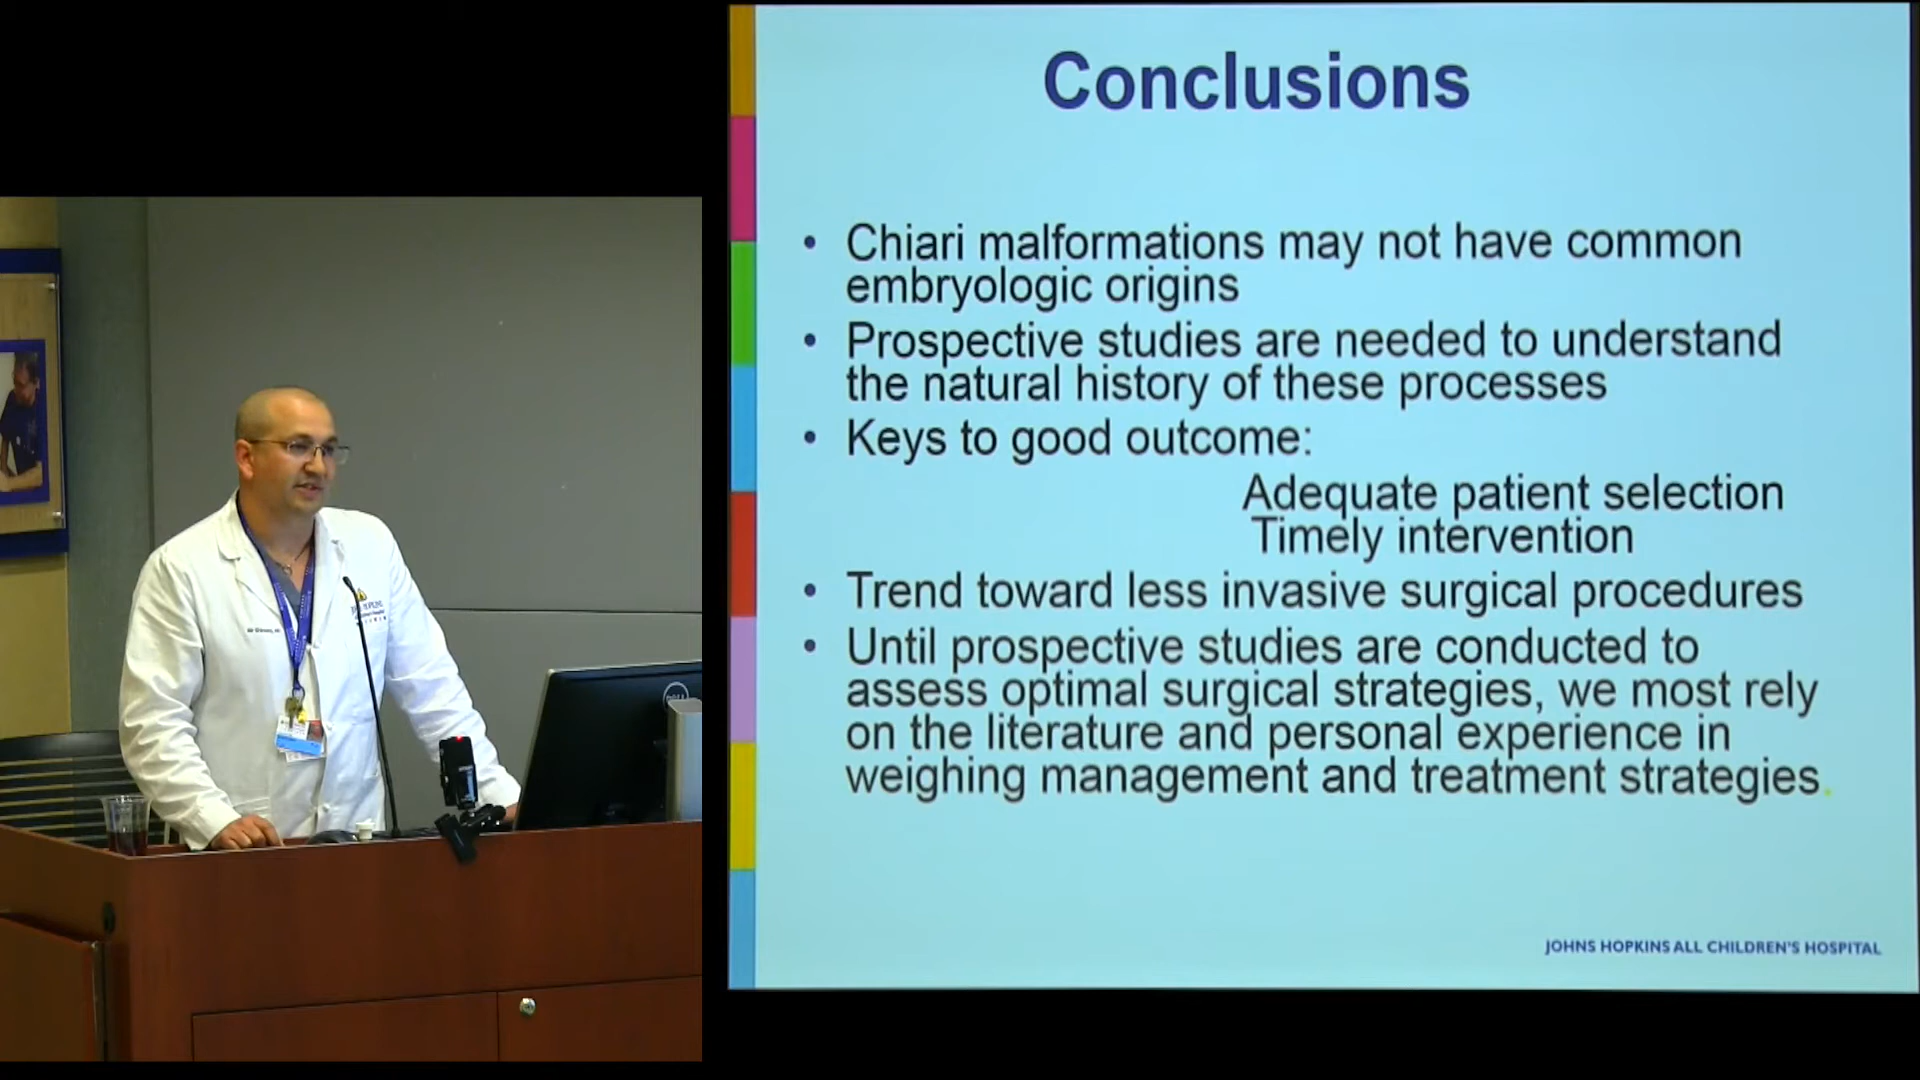 Conclusions
• Chiari malformations may not have common
embryologic origins
• Prospective studies are needed to understand
the natural history of these processes
• Keys to good outcome:
Adequate patient selection
Timely intervention
• Trend toward less invasive surgical procedures
• Until prospective studies are conducted to
assess optimal surgical strategies, we most rely
on the literature and personal experience in
weighing management and treatment strategies.
JOHNS HOPKINS ALL CHILDREN'S HOSPITAL
DELL